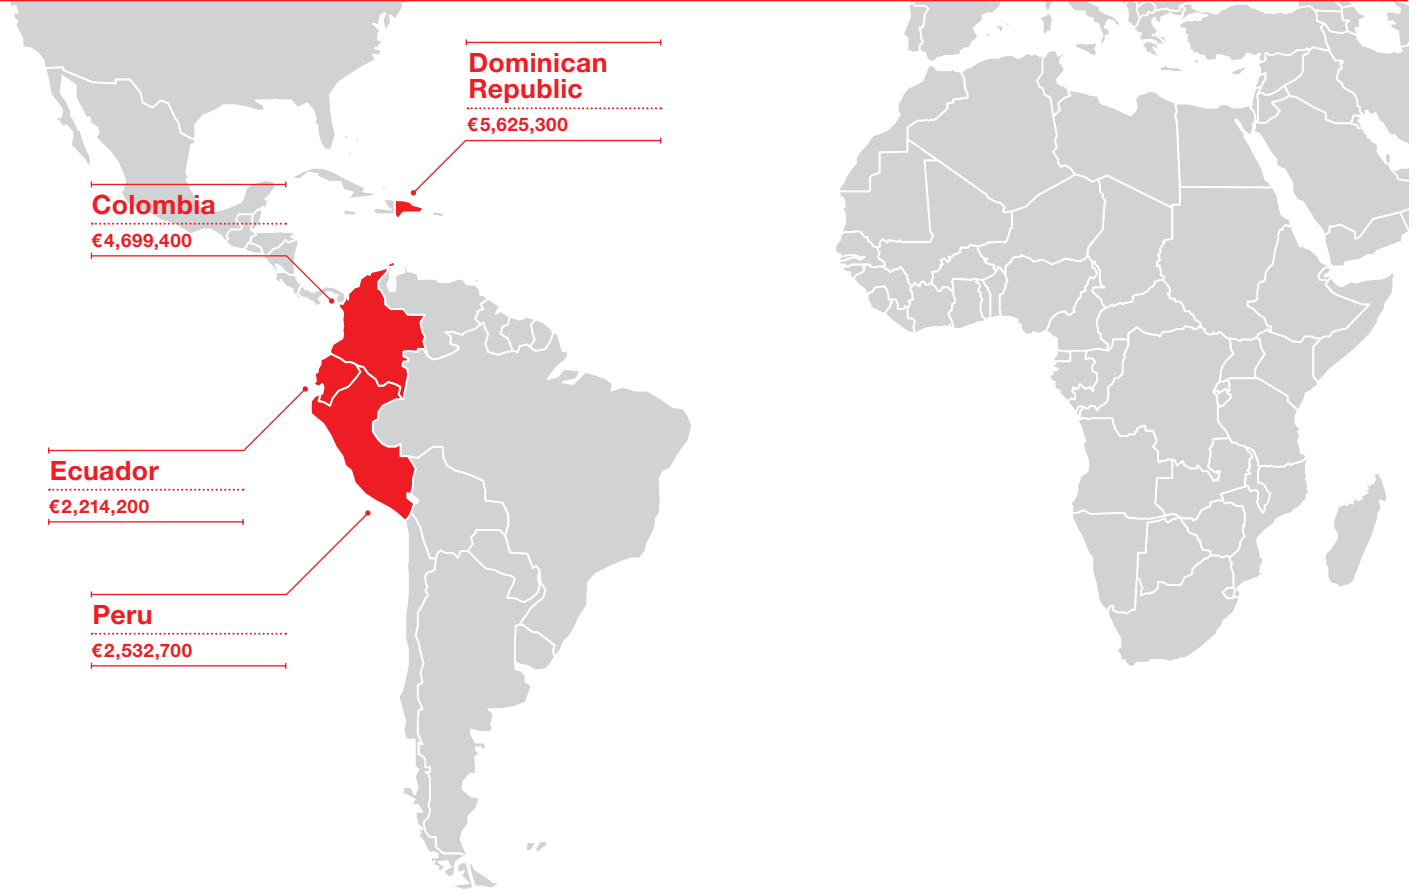 Dominican
Republic
€5,625,300
Colombia
€4,699,400
Ecuador
€2,214,200
Peru
€2,532,700